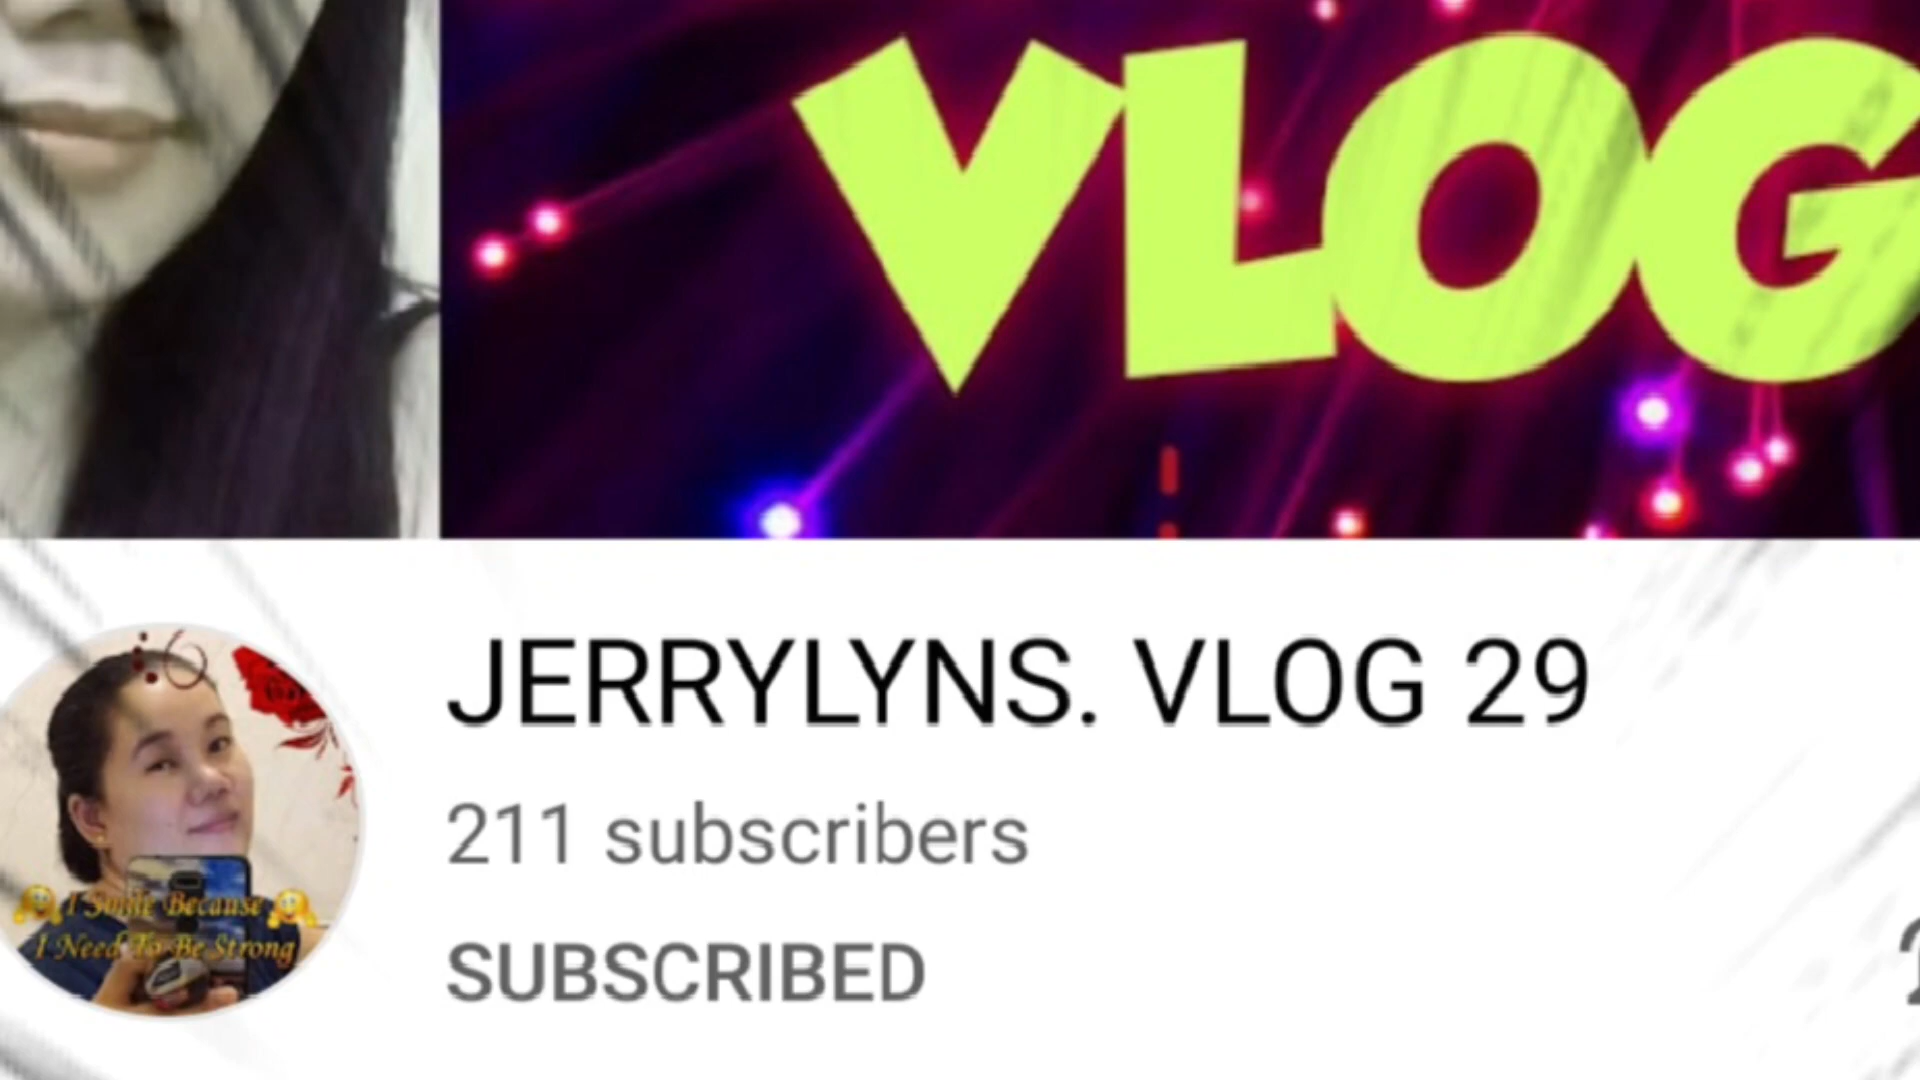 VLOG
JERRYLYNS. VLOG 29
211 subscribers
I Smile Because
I Need To Be Strong
SUBSCRIBED